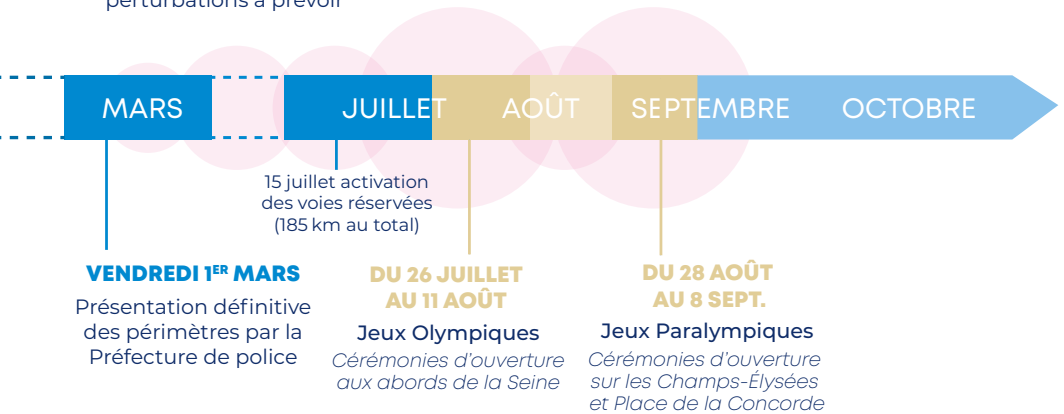 perturbations à prévoir
MARS JUILLET AOÛT SEPTEMBRE OCTOBRE
15 juillet activation
des voies réservées
(185 km au total)
VENDREDI 1ER MARS
Présentation définitive
des périmètres par la
Préfecture de police
DU 26 JUILLET
AU 11 AOÛT
Jeux Olympiques
Cérémonies d'ouverture
aux abords de la Seine
DU 28 AOÛT
AU 8 SEPT.
Jeux Paralympiques
Cérémonies d'ouverture
sur les Champs-Élysées
et Place de la Concorde